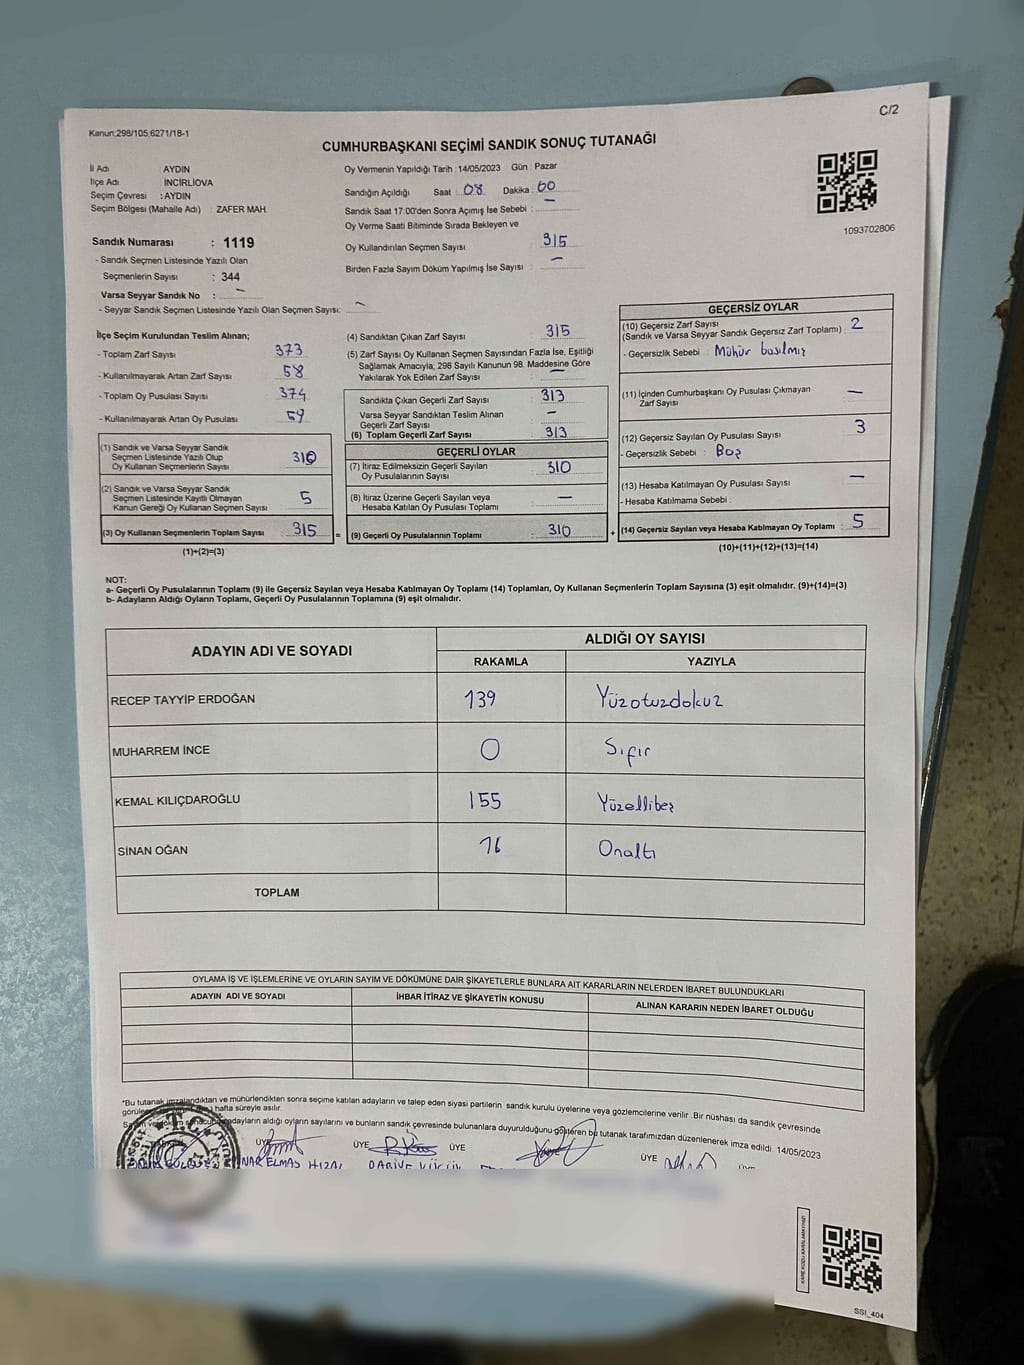 C/2
Kanun:298/105,6271/18-1
CUMHURBAŞKANI SEÇİMİ SANDIK SONUÇ TUTANAĞI
İl Adı AYDIN
İlçe Adı İNCİRLİOVA
Seçim Çevresi : AYDIN
Seçim Bölgesi (Mahalle Adı) : ZAFER MAH.
Oy Vermenin Yapıldığı Tarih : 14/05/2023 Gün : Pazar
Sandığın Açıldığı Saat 08 Dakika : 00
Sandık Saat 17:00'den Sonra Açımış İse Sebebi : -
Oy Verme Saati Bitiminde Sırada Bekleyen ve
Oy Kullandırılan Seçmen Sayısı 315
Birden Fazla Sayım Döküm Yapılmış İse Sayısı : -
1093702806
Sandık Numarası : 1119
- Sandık Seçmen Listesinde Yazılı Olan
Seçmenlerin Sayısı : 344
Varsa Seyyar Sandık No : -
- Seyyar Sandık Seçmen Listesinde Yazılı Olan Seçmen Sayısı: -
İlçe Seçim Kurulundan Teslim Alınan;
- Toplam Zarf Sayısı 373
- Kullanılmayarak Artan Zarf Sayısı : 58
- Toplam Oy Pusulası Sayısı : 374
- Kullanılmayarak Artan Oy Pusulası : 59
(1) Sandık ve Varsa Seyyar Sandık
Seçmen Listesinde Yazılı Olup
Oy Kullanan Seçmenlerin Sayısı 310
(2) Sandık ve Varsa Seyyar Sandık
Seçmen Listesinde Kayıtlı Olmayan
Kanun Gereği Oy Kullanan Seçmen Sayısı : 5
(3) Oy Kullanan Seçmenlerin Toplam Sayısı : 315 =
(1)+(2)=(3)
(4) Sandıktan Çıkan Zarf Sayısı : 315
(5) Zarf Sayısı Oy Kullanan Seçmen Sayısından Fazla İse, Eşitliği
Sağlamak Amacıyla; 298 Sayılı Kanunun 98. Maddesine Göre
Yakılarak Yok Edilen Zarf Sayısı : -
Sandıkta Çıkan Geçerli Zarf Sayısı : 313
Varsa Seyyar Sandıktan Teslim Alınan
Geçerli Zarf Sayısı : -
(6) Toplam Geçerli Zarf Sayısı : 313
GEÇERLİ OYLAR
(7) İtiraz Edilmeksizin Geçerli Sayılan
Oy Pusulalarının Sayısı : 310
(8) İtiraz Üzerine Geçerli Sayılan veya
Hesaba Katılan Oy Pusulası Toplamı : -
(9) Geçerli Oy Pusulalarının Toplamı : 310 +
GEÇERSİZ OYLAR
(10) Geçersiz Zarf Sayısı
(Sandık ve Varsa Seyyar Sandık Geçersiz Zarf Toplamı) : 2
- Geçersizlik Sebebi : Mühür basılmış
(11) İçinden Cumhurbaşkanı Oy Pusulası Çıkmayan
Zarf Sayısı : -
(12) Geçersiz Sayılan Oy Pusulası Sayısı : 3
- Geçersizlik Sebebi : Boş
(13) Hesaba Katılmayan Oy Pusulası Sayısı : -
- Hesaba Katılmama Sebebi :
(14) Geçersiz Sayılan veya Hesaba Katılmayan Oy Toplamı : 5
(10)+(11)+(12)+(13)=(14)
NOT:
a- Geçerli Oy Pusulalarının Toplamı (9) ile Geçersiz Sayılan veya Hesaba Katılmayan Oy Toplamı (14) Toplamları, Oy Kullanan Seçmenlerin Toplam Sayısına (3) eşit olmalıdır. (9)+(14)=(3)
b- Adayların Aldığı Oyların Toplamı, Geçerli Oy Pusulalarının Toplamına (9) eşit olmalıdır.
ADAYIN ADI VE SOYADI ALDIĞI OY SAYISI
RAKAMLA YAZIYLA
RECEP TAYYİP ERDOĞAN 139 Yüzotuzdokuz
MUHARREM İNCE 0 Sıfır
KEMAL KILIÇDAROĞLU 155 Yüzellibeş
SİNAN OĞAN 16 Onaltı
TOPLAM
OYLAMA İŞ VE İŞLEMLERİNE VE OYLARIN SAYIM VE DÖKÜMÜNE DAİR ŞİKAYETLERLE BUNLARA AİT KARARLARIN NELERDEN İBARET BULUNDUKLARI
ADAYIN ADI VE SOYADI İHBAR İTİRAZ VE ŞİKAYETİN KONUSU ALINAN KARARIN NEDEN İBARET OLDUĞU
*Bu tutanak imzalandıktan ve mühürlendikten sonra seçime katılan adayların ve talep eden siyasi partilerin sandık kurulu üyelerine veya gözlemcilerine verilir. Bir nüshası da sandık çevresinde
hafta süreyle asılır.
adayların aldığı oyların sayılarını ve bunların sandık çevresinde bulunanlara duyurulduğunu gösteren bu tutanak tarafımızdan düzenlenerek imza edildi. 14/05/2023
ÜYE ÜYE ÜYE ÜYE
SSI_404